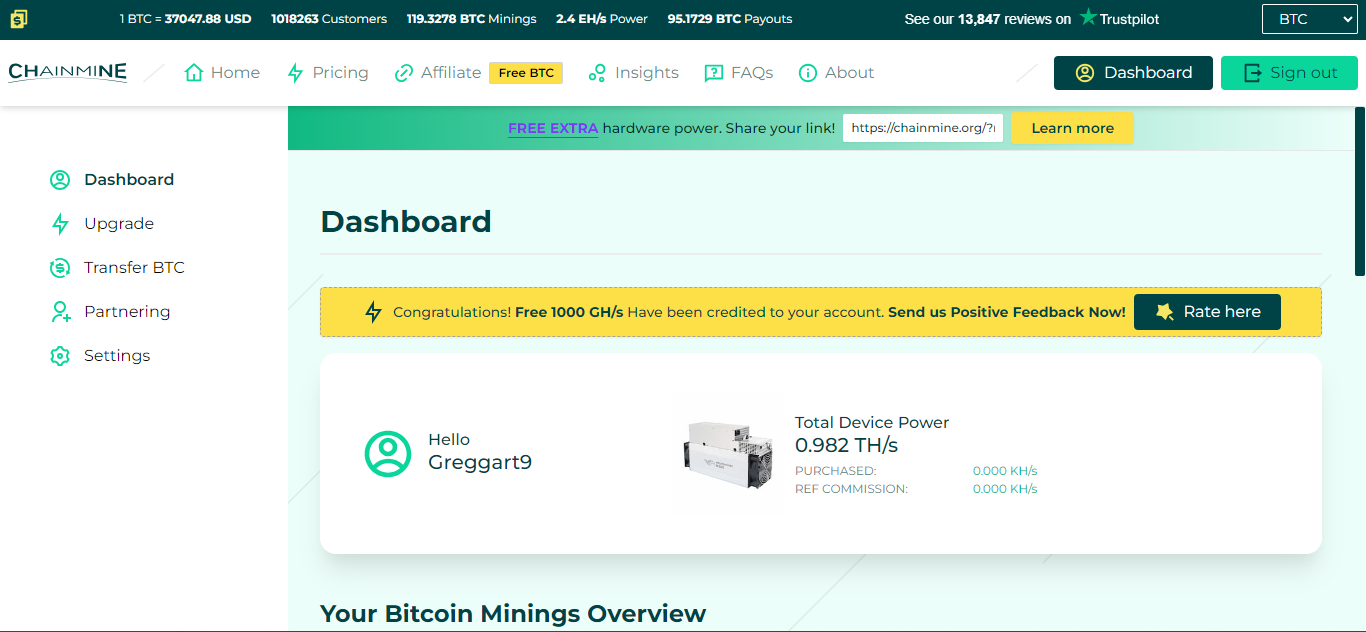 1 BTC = 37047.88 USD 1018263 Customers 119.3278 BTC Minings 2.4 EH/s Power 95.1729 BTC Payouts See our 13,847 reviews on Trustpilot BTC
CHAINMINE Home Pricing Affiliate Free BTC Insights FAQs About Dashboard Sign out
FREE EXTRA hardware power. Share your link! https://chainmine.org/?r Learn more
Dashboard
Upgrade
Transfer BTC
Partnering
Settings
Dashboard
Congratulations! Free 1000 GH/s Have been credited to your account. Send us Positive Feedback Now! Rate here
Hello
Greggart9
Total Device Power
0.982 TH/s
PURCHASED: 0.000 KH/s
REF COMMISSION: 0.000 KH/s
Your Bitcoin Minings Overview